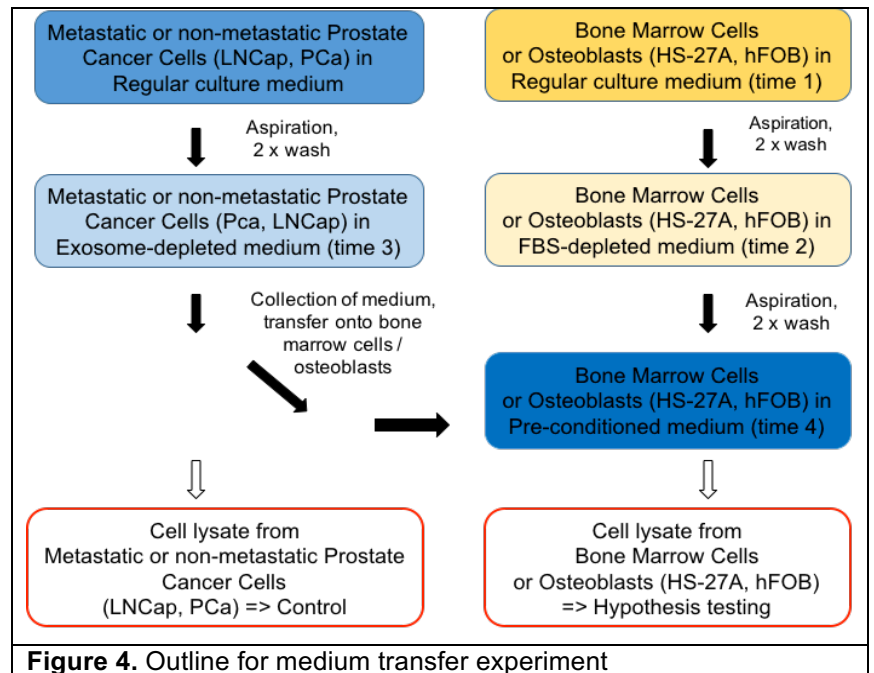 Metastatic or non-metastatic Prostate
Cancer Cells (LNCap, PCa) in
Regular culture medium
Bone Marrow Cells
or Osteoblasts (HS-27A, hFOB) in
Regular culture medium (time 1)
Aspiration,
2 x wash
Aspiration,
2 x wash
Metastatic or non-metastatic Prostate
Cancer Cells (Pca, LNCap) in
Exosome-depleted medium (time 3)
Bone Marrow Cells
or Osteoblasts (HS-27A, hFOB) in
FBS-depleted medium (time 2)
Collection of medium,
transfer onto bone
marrow cells /
osteoblasts
Aspiration,
2 x wash
Bone Marrow Cells
or Osteoblasts (HS-27A, hFOB) in
Pre-conditioned medium (time 4)
Cell lysate from
Metastatic or non-metastatic Prostate
Cancer Cells
(LNCap, PCa) => Control
Cell lysate from
Bone Marrow Cells
or Osteoblasts (HS-27A, hFOB)
=> Hypothesis testing
Figure 4. Outline for medium transfer experiment